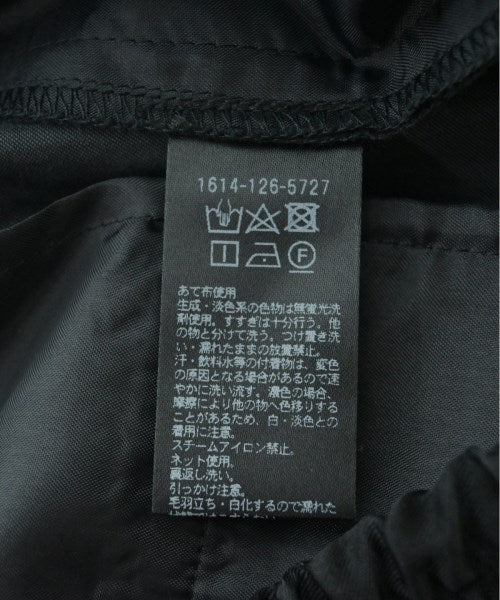 1614-126-5727
F
あて布使用
生成・淡色系の色物は無蛍光洗
剤使用。すすぎは十分行う。他
の物と分けて洗う。つけ置き洗
い・濡れたままの放置禁止。
汗・飲料水等の付着物は、変色
の原因となる場合があるので速
やかに洗い流す。濃色の場合、
摩擦により他の物へ色移りする
ことがあるため、白・淡色との
着用に注意。
スチームアイロン禁止。
ネット使用。
裏返し洗い。
引っかけ注意。
毛羽立ち・白化するので濡れた